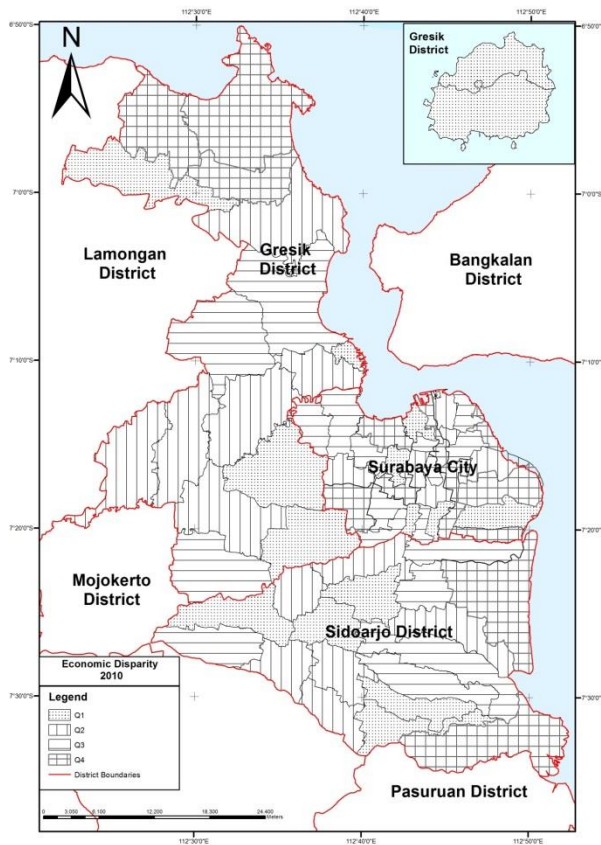 112°30'0"E
112°40'0"E
112°50'0"E
6°50'0"S
6°50'0"S
N
Gresik
District
7°0'0"S
7°0'0"S
Lamongan
District
Gresik
District
Bangkalan
District
7°10'0"S
7°10'0"S
Surabaya City
7°20'0"S
7°20'0"S
Mojokerto
District
Sidoarjo District
Economic Disparity
2010
7°30'0"S
7°30'0"S
Legend
Q1
Q2
Q3
Q4
District Boundaries
Pasuruan District
0 3.050 6.100 12.200 18.300 24.400
Meters
112°30'0"E
112°40'0"E
112°50'0"E